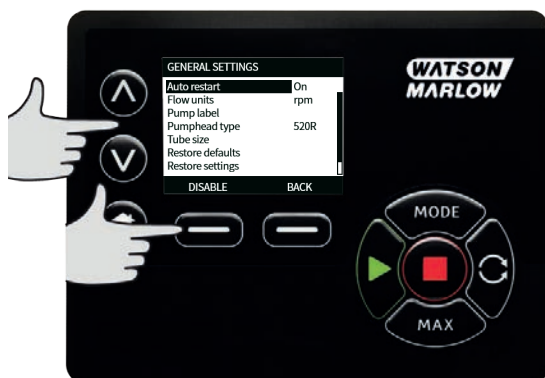 GENERAL SETTINGS
Auto restart On
Flow units rpm
Pump label
Pumphead type 520R
Tube size
Restore defaults
Restore settings
DISABLE BACK
WATSON
MARLOW
MODE
MAX